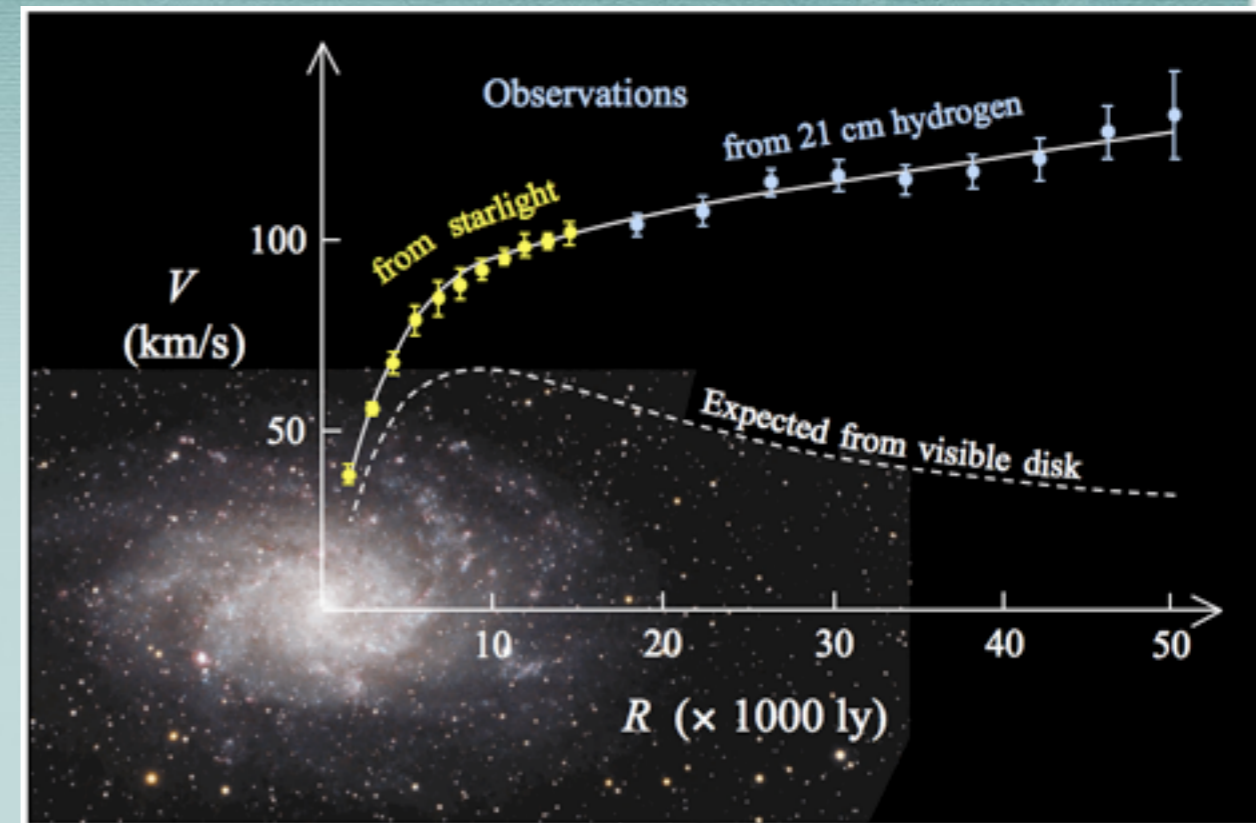 Observations
from 21 cm hydrogen
from starlight
100
V
(km/s)
50
Expected from visible disk
10
20
30
40
50
R (× 1000 ly)